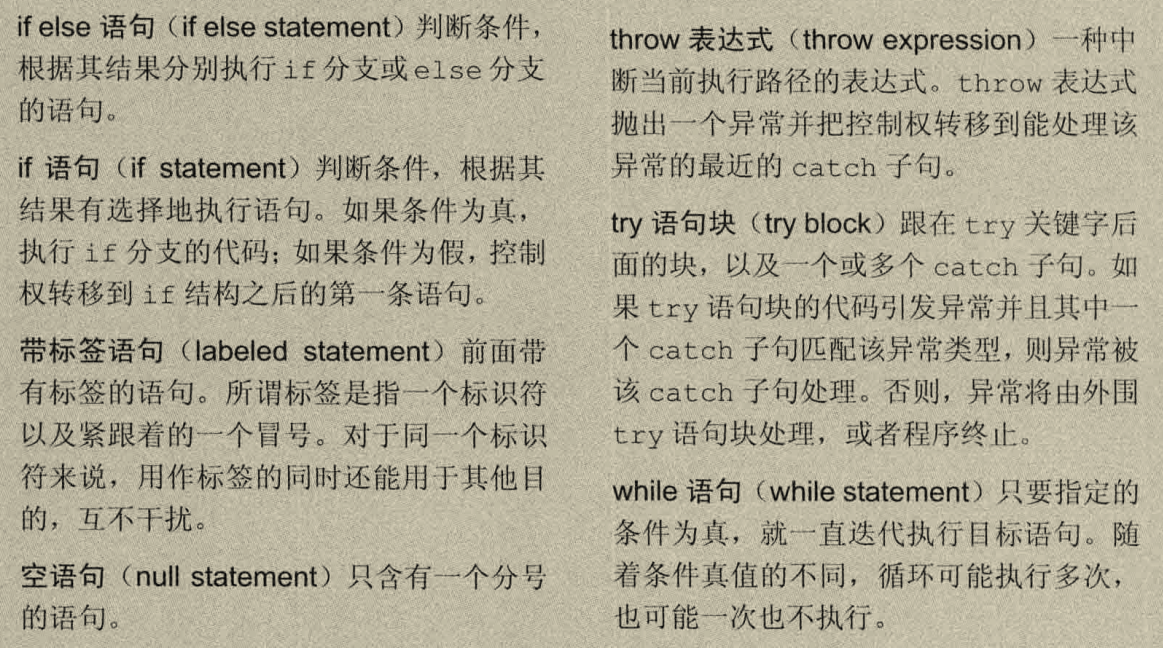 if else 语句（if else statement）判断条件，
根据其结果分别执行 if 分支或 else 分支
的语句。
if 语句（if statement）判断条件，根据其
结果有选择地执行语句。如果条件为真，
执行 if 分支的代码；如果条件为假，控制
权转移到 if 结构之后的第一条语句。
带标签语句（labeled statement）前面带
有标签的语句。所谓标签是指一个标识符
以及紧跟着的一个冒号。对于同一个标识
符来说，用作标签的同时还能用于其他目
的，互不干扰。
空语句（null statement）只含有一个分号
的语句。
throw 表达式（throw expression）一种中
断当前执行路径的表达式。throw 表达式
抛出一个异常并把控制权转移到能处理该
异常的最近的 catch 子句。
try 语句块（try block）跟在 try 关键字后
面的块，以及一个或多个 catch 子句。如
果 try 语句块的代码引发异常并且其中一
个 catch 子句匹配该异常类型，则异常被
该 catch 子句处理。否则，异常将由外围
try 语句块处理，或者程序终止。
while 语句（while statement）只要指定的
条件为真，就一直迭代执行目标语句。随
着条件真值的不同，循环可能执行多次，
也可能一次也不执行。